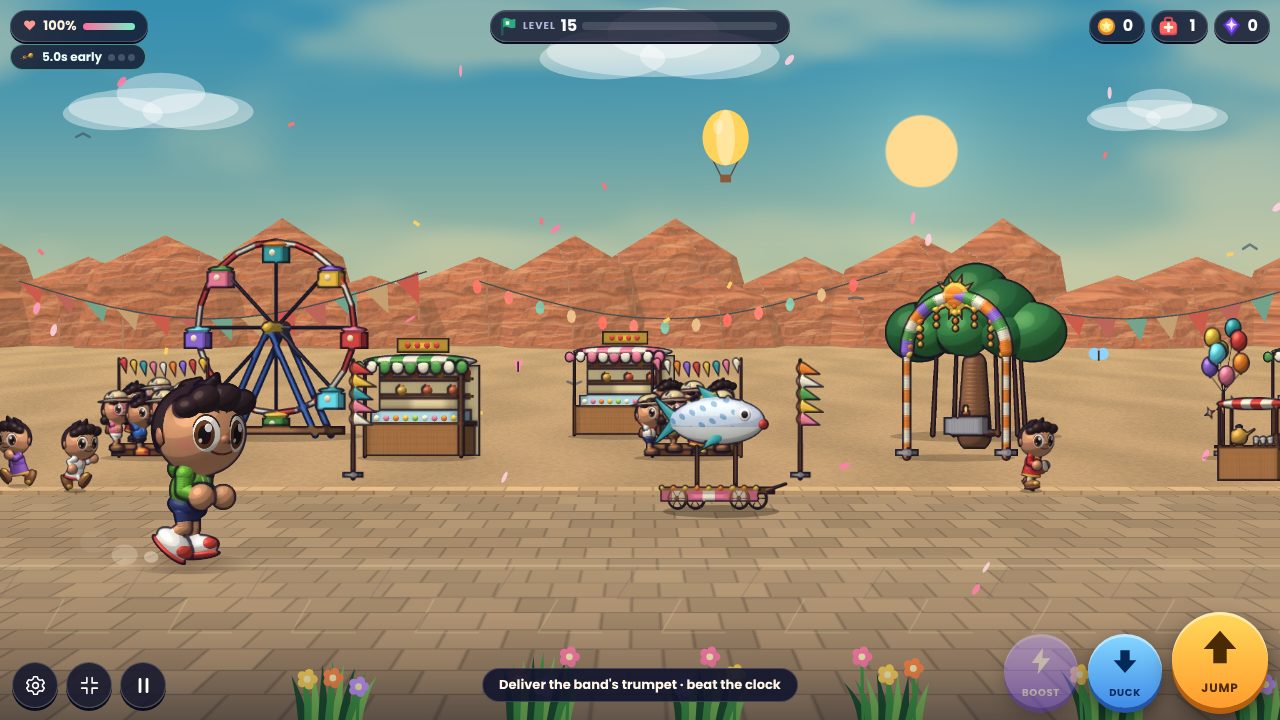 100%
5.0s early
LEVEL 15
0
1
0
Deliver the band's trumpet · beat the clock
BOOST
DUCK
JUMP